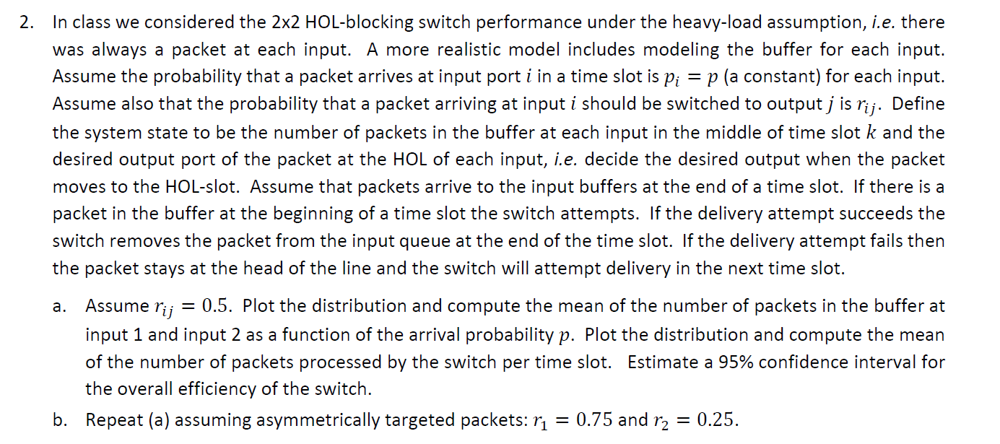 2. In class we considered the 2x2 HOL-blocking switch performance under the heavy-load assumption, i.e. there
was always a packet at each input. A more realistic model includes modeling the buffer for each input.
Assume the probability that a packet arrives at input port i in a time slot is pᵢ = p (a constant) for each input.
Assume also that the probability that a packet arriving at input i should be switched to output j is rᵢⱼ. Define
the system state to be the number of packets in the buffer at each input in the middle of time slot k and the
desired output port of the packet at the HOL of each input, i.e. decide the desired output when the packet
moves to the HOL-slot. Assume that packets arrive to the input buffers at the end of a time slot. If there is a
packet in the buffer at the beginning of a time slot the switch attempts. If the delivery attempt succeeds the
switch removes the packet from the input queue at the end of the time slot. If the delivery attempt fails then
the packet stays at the head of the line and the switch will attempt delivery in the next time slot.
a. Assume rᵢⱼ = 0.5. Plot the distribution and compute the mean of the number of packets in the buffer at
input 1 and input 2 as a function of the arrival probability p. Plot the distribution and compute the mean
of the number of packets processed by the switch per time slot. Estimate a 95% confidence interval for
the overall efficiency of the switch.
b. Repeat (a) assuming asymmetrically targeted packets: r₁ = 0.75 and r₂ = 0.25.